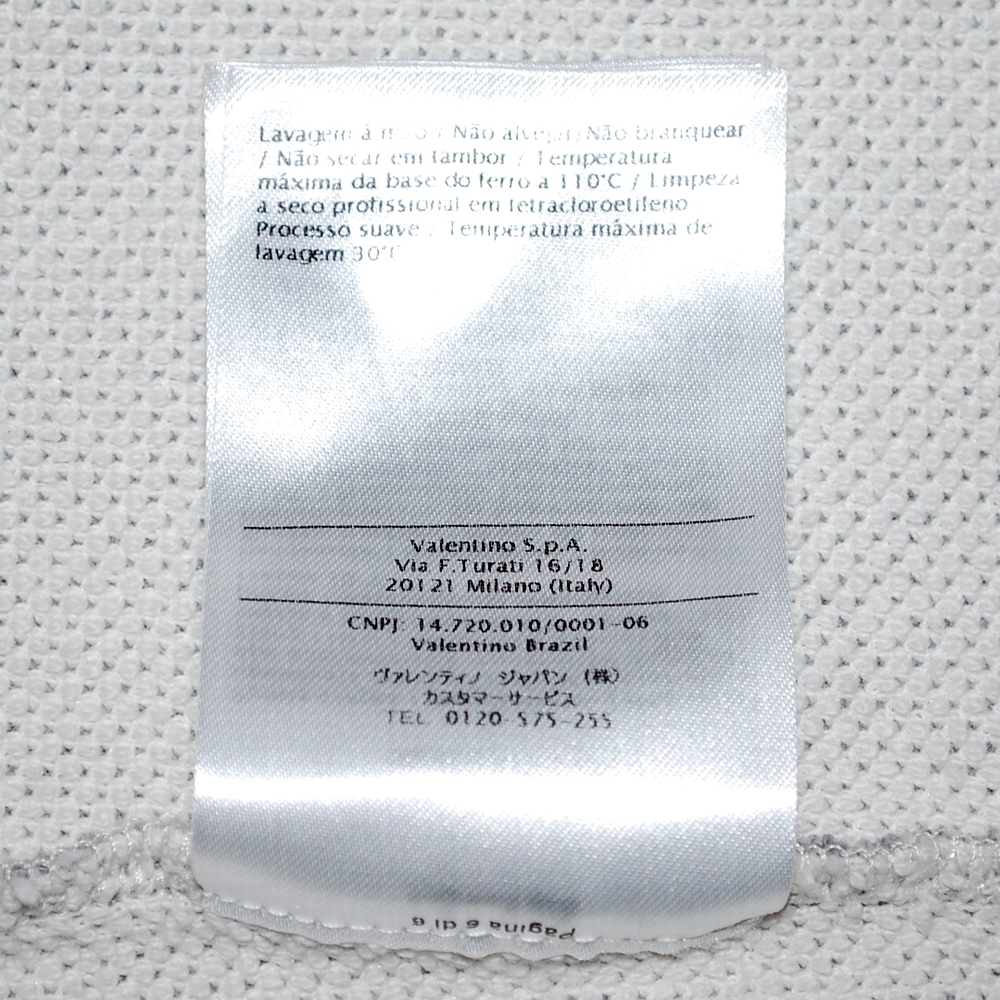 Lavagem à mão / Não alvejar/Não branquear
/ Não secar em tambor / Temperatura
máxima da base do ferro a 110°C / Limpeza
a seco profissional em tetracloroetileno
Processo suave / Temperatura máxima de
lavagem 30°C
Valentino S.p.A.
Via F.Turati 16/18
20121 Milano (Italy)
CNPJ: 14.720.010/0001-06
Valentino Brazil
ヴァレンティノ ジャパン (株)
カスタマーサービス
TEL 0120-575-255
Pagina 6 di 6